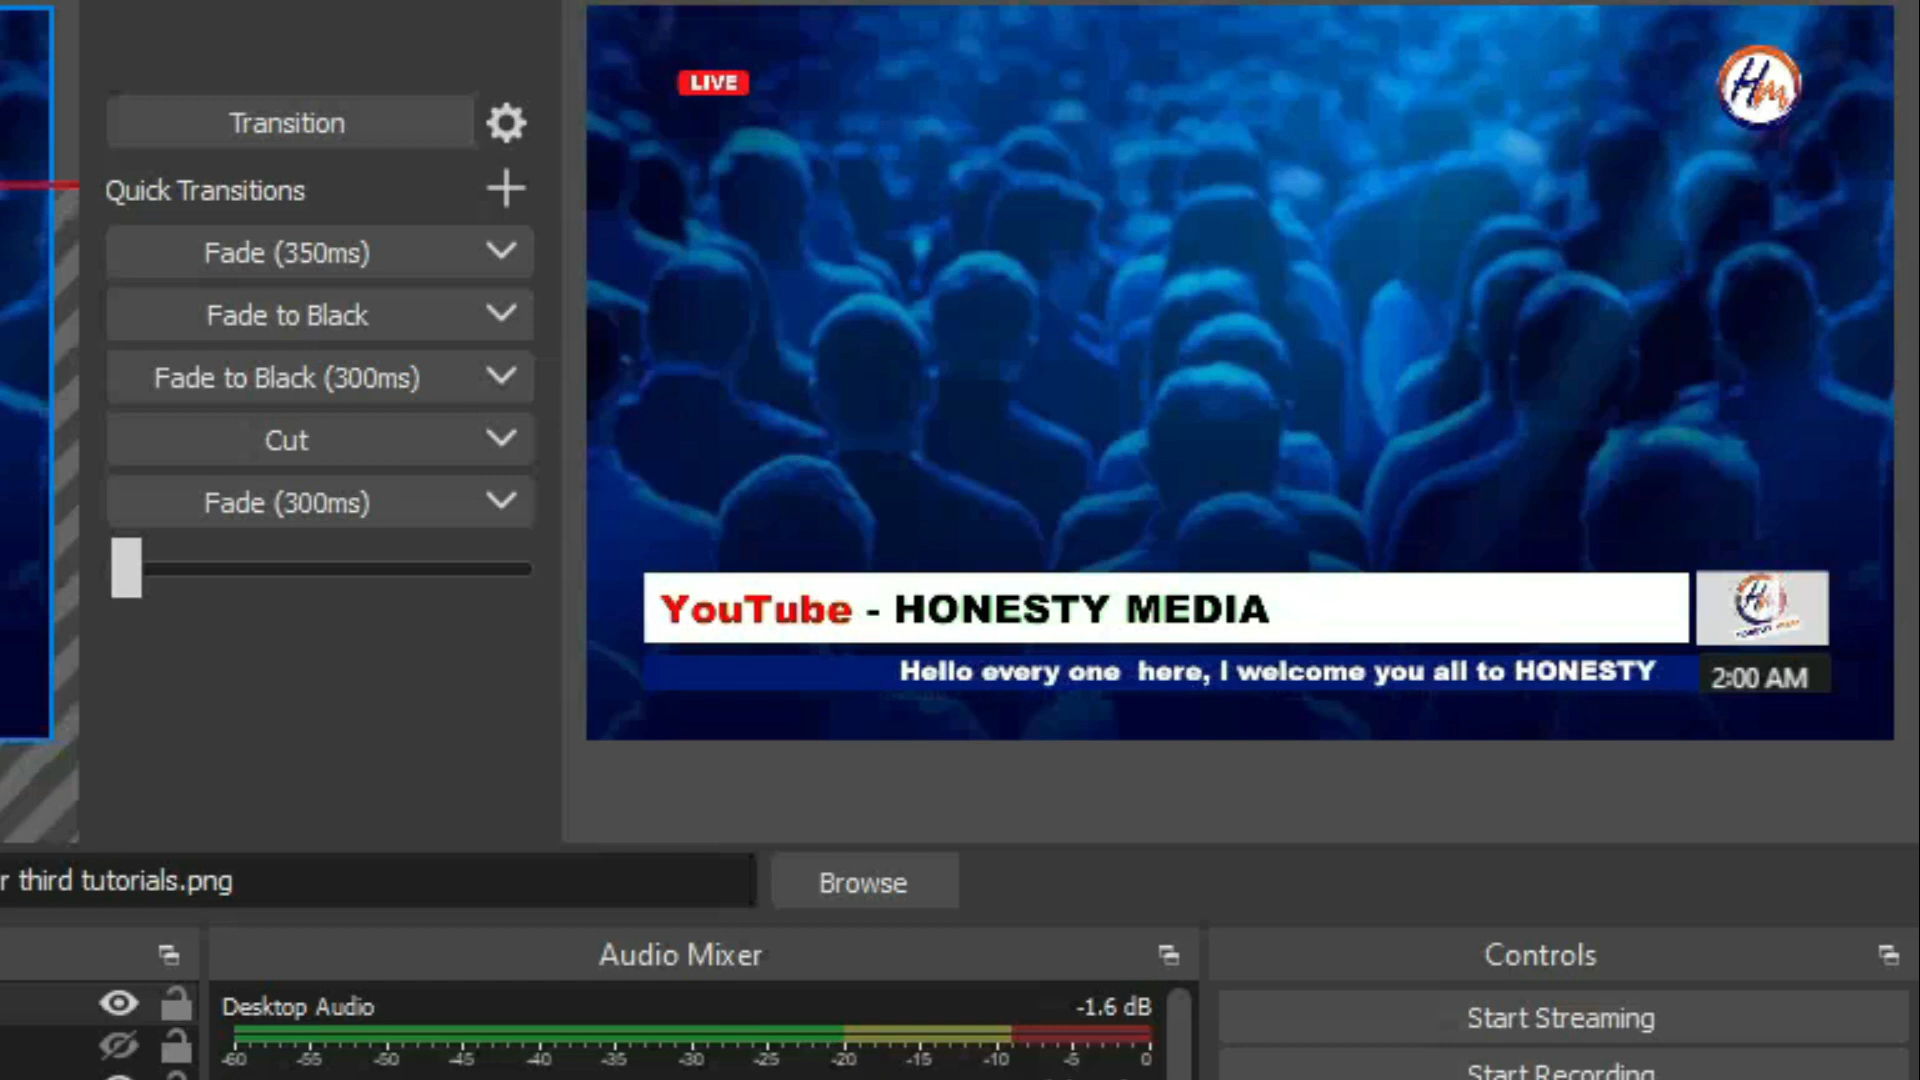 Transition
Quick Transitions
Fade (350ms)
Fade to Black
Fade to Black (300ms)
Cut
Fade (300ms)
LIVE
Hm
YouTube - HONESTY MEDIA
Hello every one here, I welcome you all to HONESTY
2:00 AM
r third tutorials.png
Browse
Audio Mixer
Controls
Desktop Audio
-1.6 dB
-60 -55 -50 -45 -40 -35 -30 -25 -20 -15 -10 -5 0
Start Streaming
Start Recording